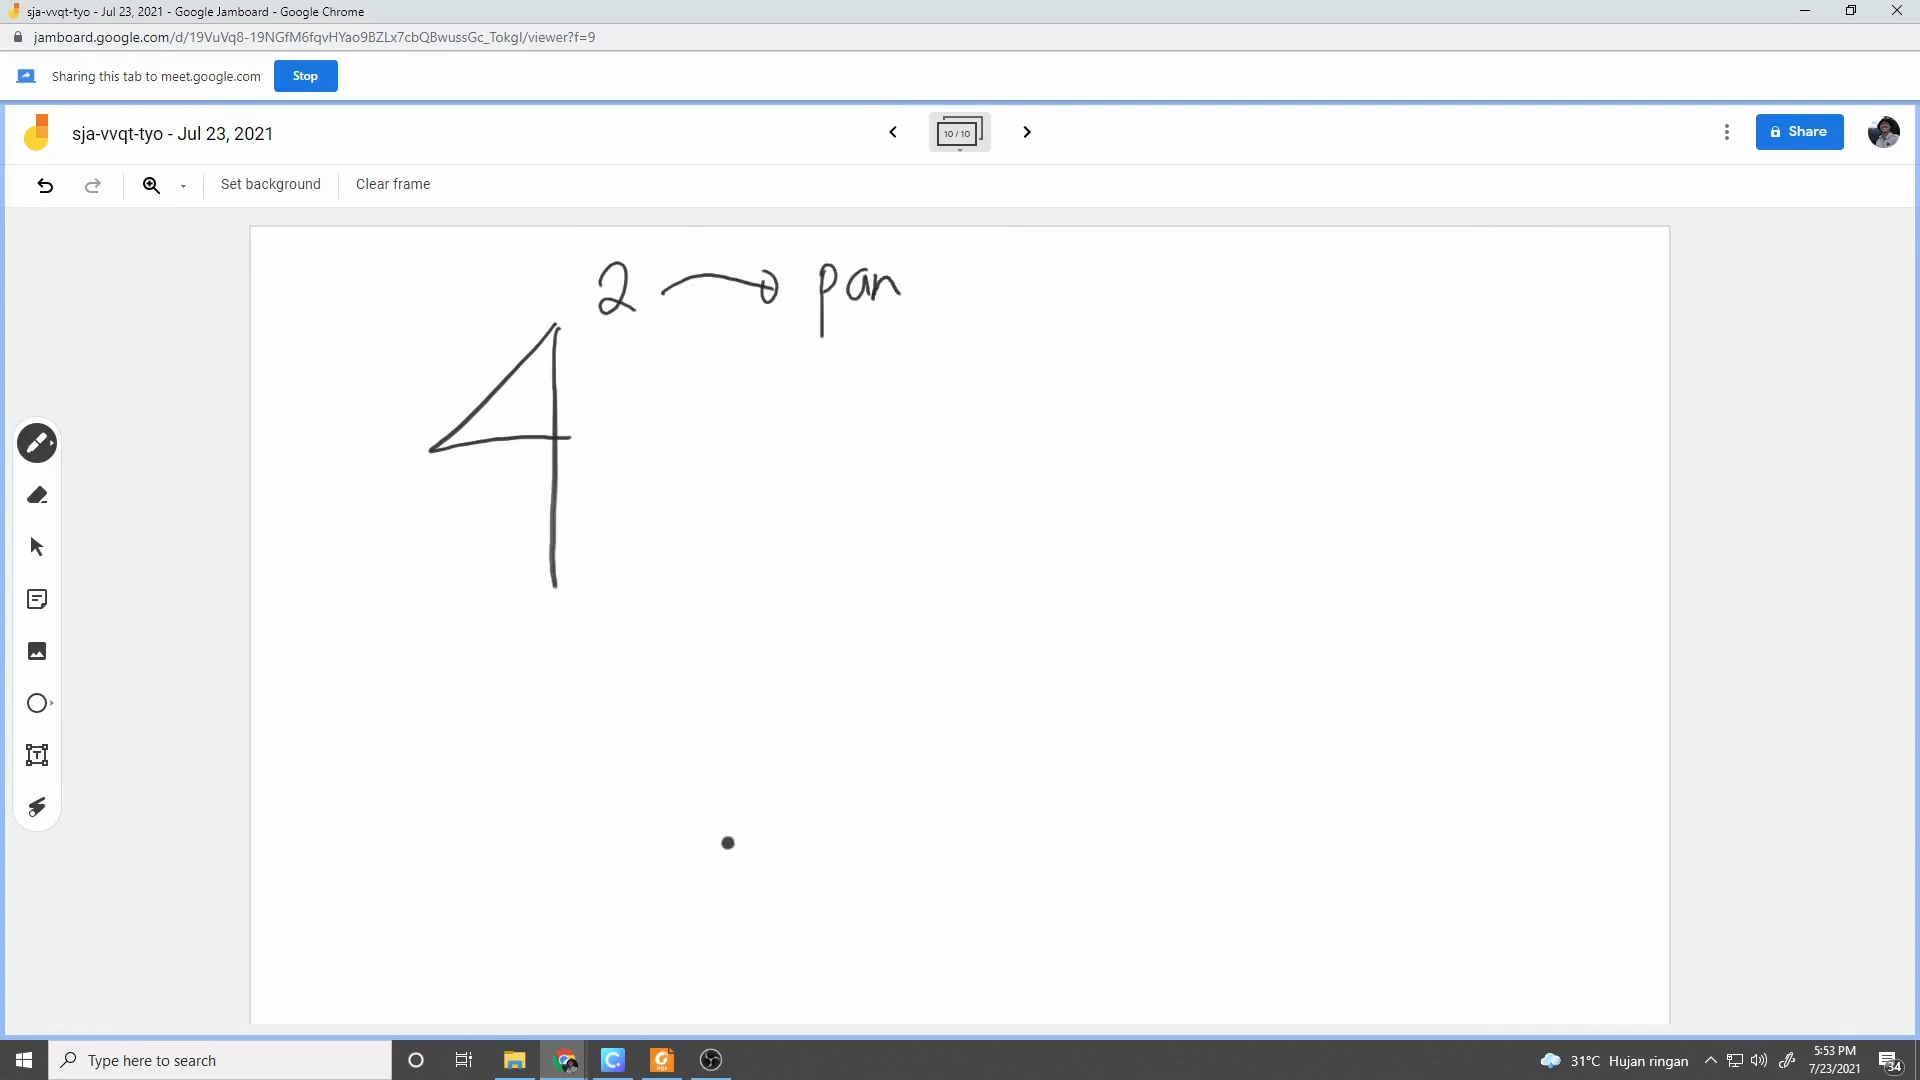 sja-vvqt-tyo - Jul 23, 2021 - Google Jamboard - Google Chrome
jamboard.google.com/d/19VuVq8-19NGfM6fqvHYao9BZLx7cbQBwussGc_TokgI/viewer?f=9
Sharing this tab to meet.google.com Stop
sja-vvqt-tyo - Jul 23, 2021 10 / 10 Share
Set background Clear frame
2 pan
4
Type here to search
31°C Hujan ringan 5:53 PM
7/23/2021 34